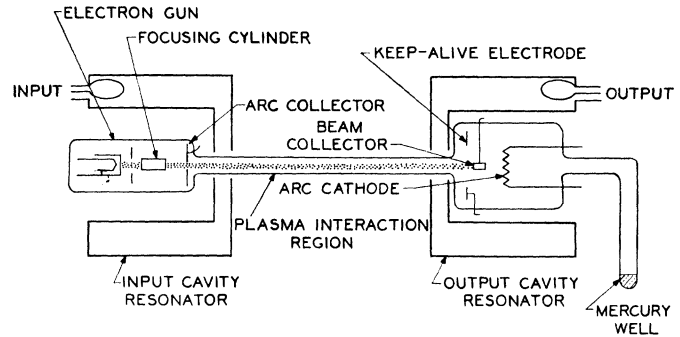 ELECTRON GUN
FOCUSING CYLINDER
KEEP-ALIVE ELECTRODE
INPUT
OUTPUT
ARC COLLECTOR
BEAM
COLLECTOR
ARC CATHODE
PLASMA INTERACTION
REGION
INPUT CAVITY
RESONATOR
OUTPUT CAVITY
RESONATOR
MERCURY
WELL